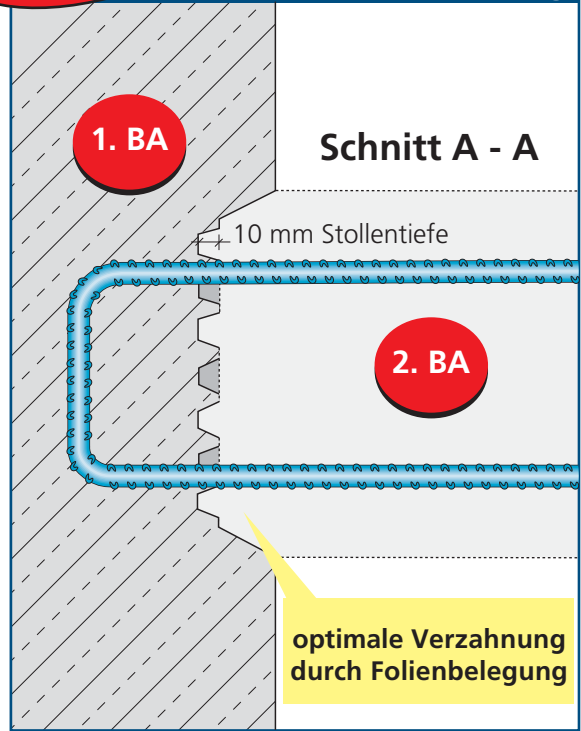 1. BA
Schnitt A - A
10 mm Stollentiefe
2. BA
optimale Verzahnung
durch Folienbelegung